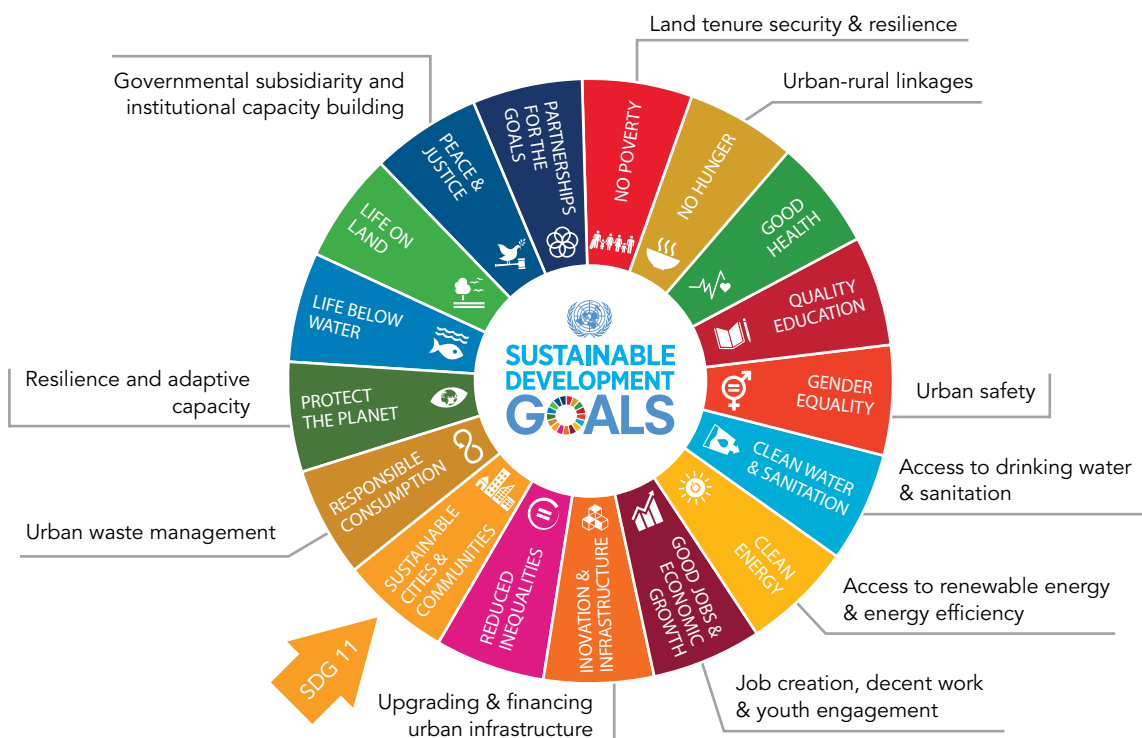 Land tenure security & resilience
Governmental subsidiarity and
institutional capacity building
Urban-rural linkages
PARTNERSHIPS
FOR THE
GOALS
NO POVERTY
NO HUNGER
GOOD
HEALTH
QUALITY
EDUCATION
GENDER
EQUALITY
CLEAN WATER
& SANITATION
CLEAN
ENERGY
GOOD JOBS &
ECONOMIC
GROWTH
INOVATION &
INFRASTRUCTURE
REDUCED
INEQUALITIES
SUSTAINABLE
CITIES &
COMMUNITIES
RESPONSIBLE
CONSUMPTION
PROTECT
THE PLANET
LIFE BELOW
WATER
LIFE ON
LAND
PEACE &
JUSTICE
SUSTAINABLE
DEVELOPMENT
GOALS
Resilience and adaptive
capacity
Urban safety
Access to drinking water
& sanitation
Urban waste management
Access to renewable energy
& energy efficiency
SDG 11
Job creation, decent work
& youth engagement
Upgrading & financing
urban infrastructure